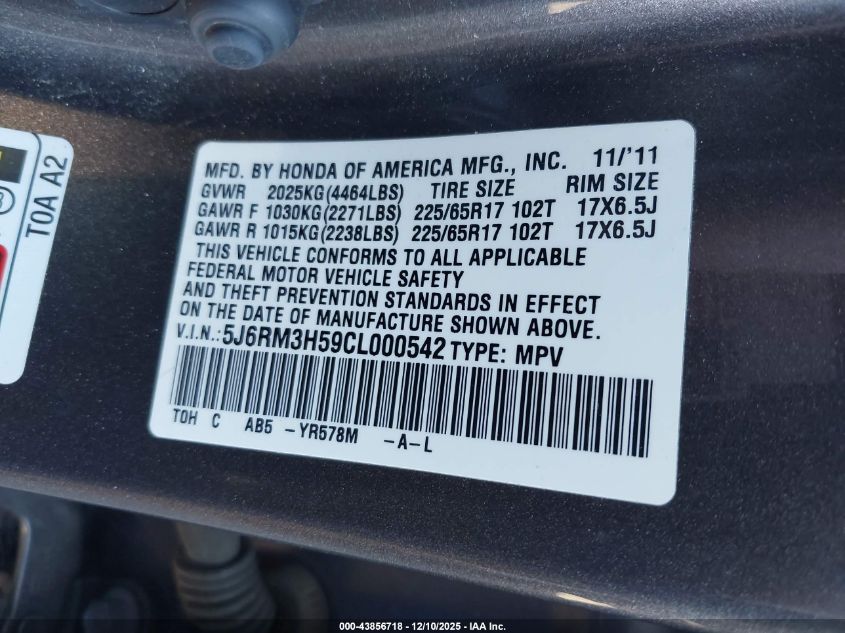 MFD. BY HONDA OF AMERICA MFG., INC. 11/'11
GVWR 2025KG(4464LBS) TIRE SIZE RIM SIZE
GAWR F 1030KG(2271LBS) 225/65R17 102T 17X6.5J
GAWR R 1015KG(2238LBS) 225/65R17 102T 17X6.5J
THIS VEHICLE CONFORMS TO ALL APPLICABLE
FEDERAL MOTOR VEHICLE SAFETY
AND THEFT PREVENTION STANDARDS IN EFFECT
ON THE DATE OF MANUFACTURE SHOWN ABOVE.
V.I.N.: 5J6RM3H59CL000542 TYPE: MPV
TOH C AB5 -YR578M -A-L
TOA A2
000-43856718 - 12/10/2025 - IAA Inc.